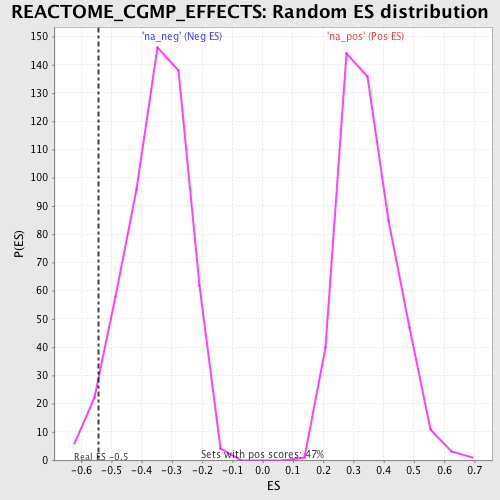 REACTOME_CGMP_EFFECTS: Random ES distribution
'na_neg' (Neg ES)
'na_pos' (Pos ES)
150
140
130
120
110
100
90
80
70
60
50
40
30
20
10
0
P(ES)
Real ES -0.5
Sets with pos scores: 47%
-0.6 -0.5 -0.4 -0.3 -0.2 -0.1 0.0 0.1 0.2 0.3 0.4 0.5 0.6 0.7
ES